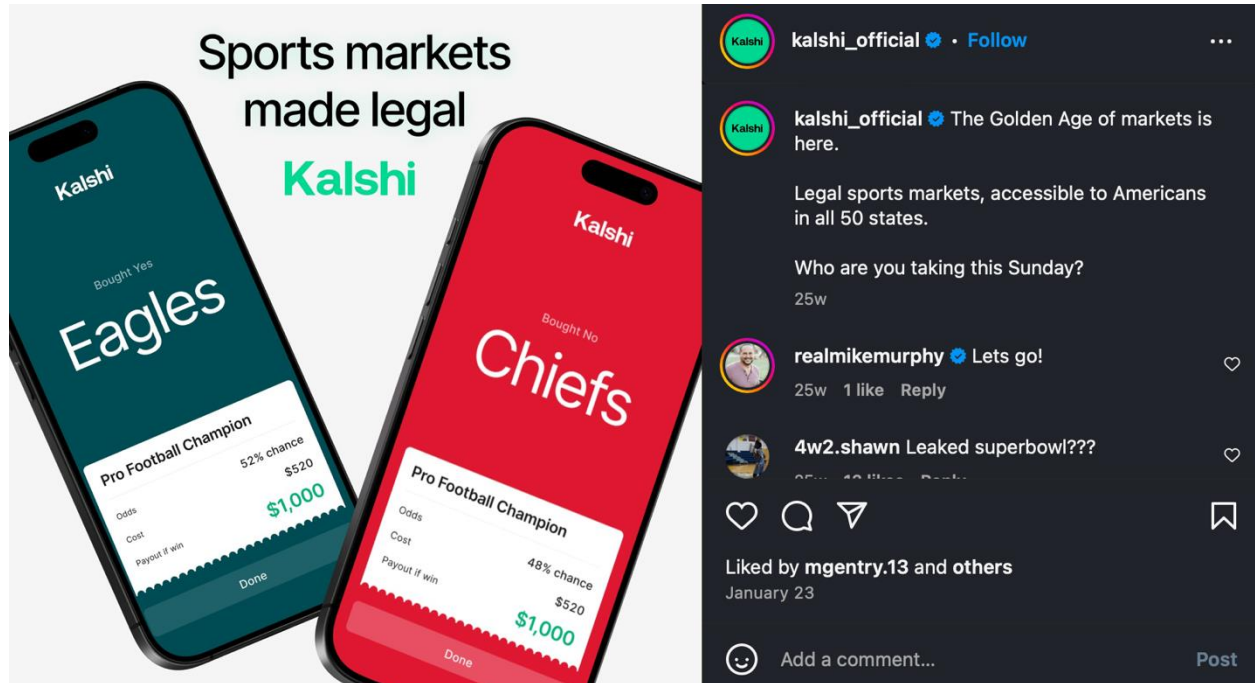 Sports markets
made legal
Kalshi
Kalshi
Bought Yes
Eagles
Pro Football Champion
Odds 52% chance
Cost $520
Payout if win $1,000
Done
Kalshi
Bought No
Chiefs
Pro Football Champion
Odds 48% chance
Cost $520
Payout if win $1,000
Done
Kalshi
kalshi_official • Follow
Kalshi
kalshi_official The Golden Age of markets is
here.
Legal sports markets, accessible to Americans
in all 50 states.
Who are you taking this Sunday?
25w
realmikemurphy Lets go!
25w 1 like Reply
4w2.shawn Leaked superbowl???
Liked by mgentry.13 and others
January 23
Add a comment...
Post